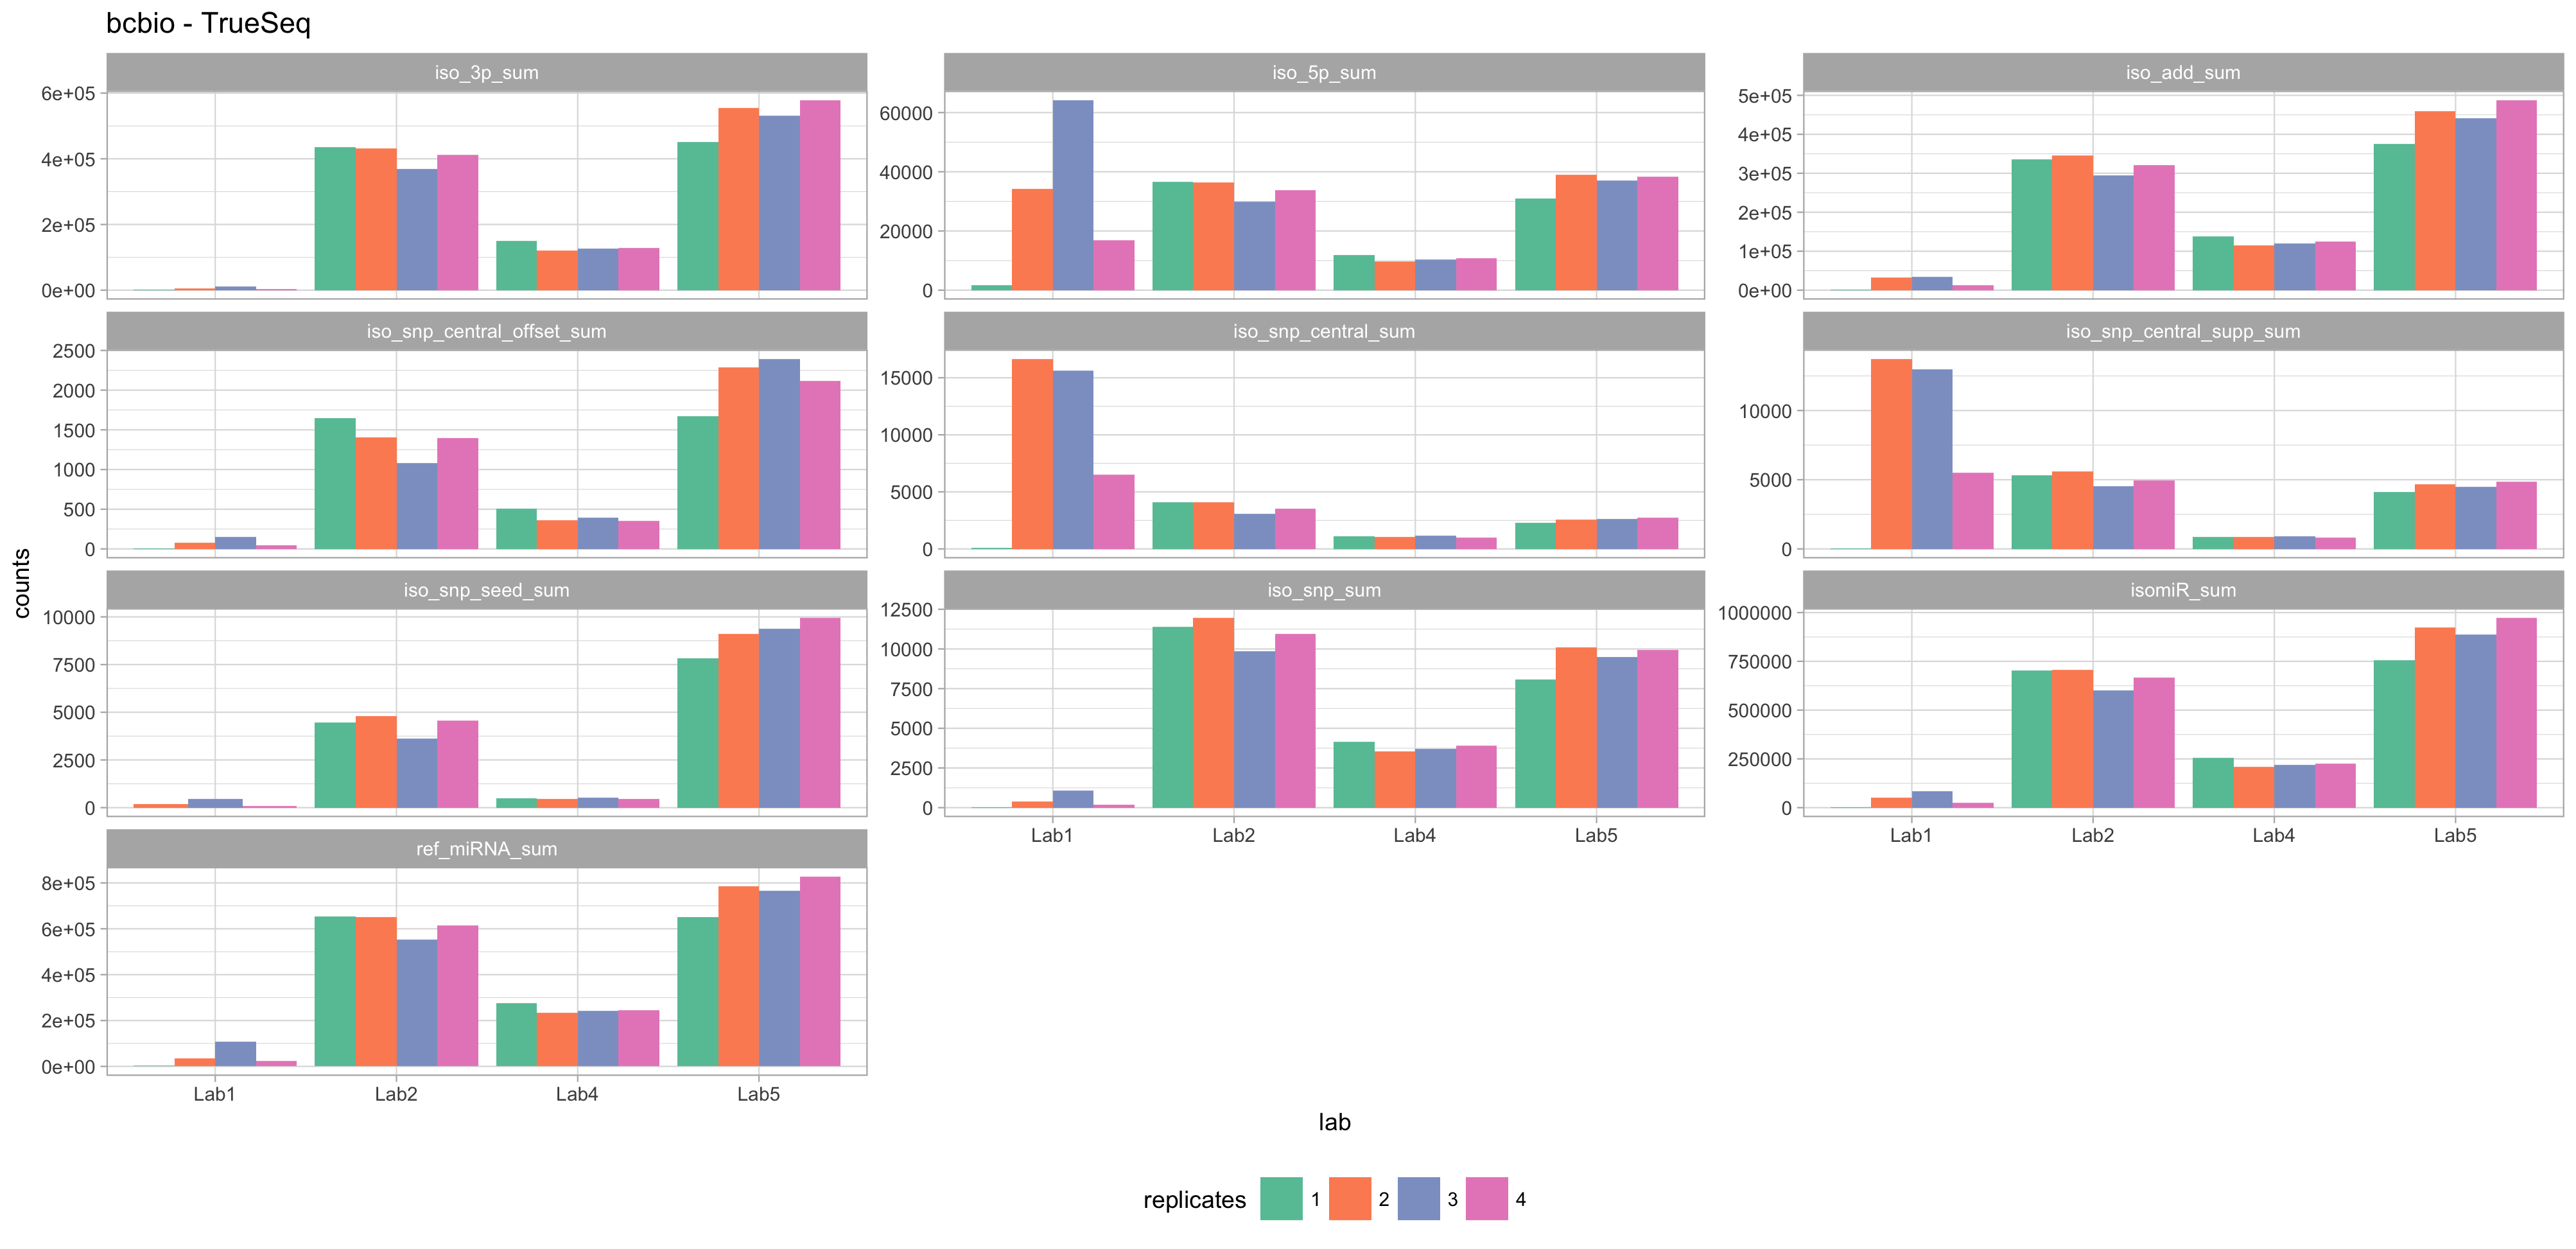 bcbio - TrueSeq
iso_3p_sum
6e+05
4e+05
2e+05
0e+00
iso_5p_sum
60000
40000
20000
0
iso_add_sum
5e+05
4e+05
3e+05
2e+05
1e+05
0e+00
iso_snp_central_offset_sum
2500
2000
1500
1000
500
0
iso_snp_central_sum
15000
10000
5000
0
iso_snp_central_supp_sum
10000
5000
0
iso_snp_seed_sum
10000
7500
5000
2500
0
iso_snp_sum
12500
10000
7500
5000
2500
0
Lab1 Lab2 Lab4 Lab5
isomiR_sum
1000000
750000
500000
250000
0
Lab1 Lab2 Lab4 Lab5
ref_miRNA_sum
8e+05
6e+05
4e+05
2e+05
0e+00
Lab1 Lab2 Lab4 Lab5
counts
lab
replicates 1 2 3 4